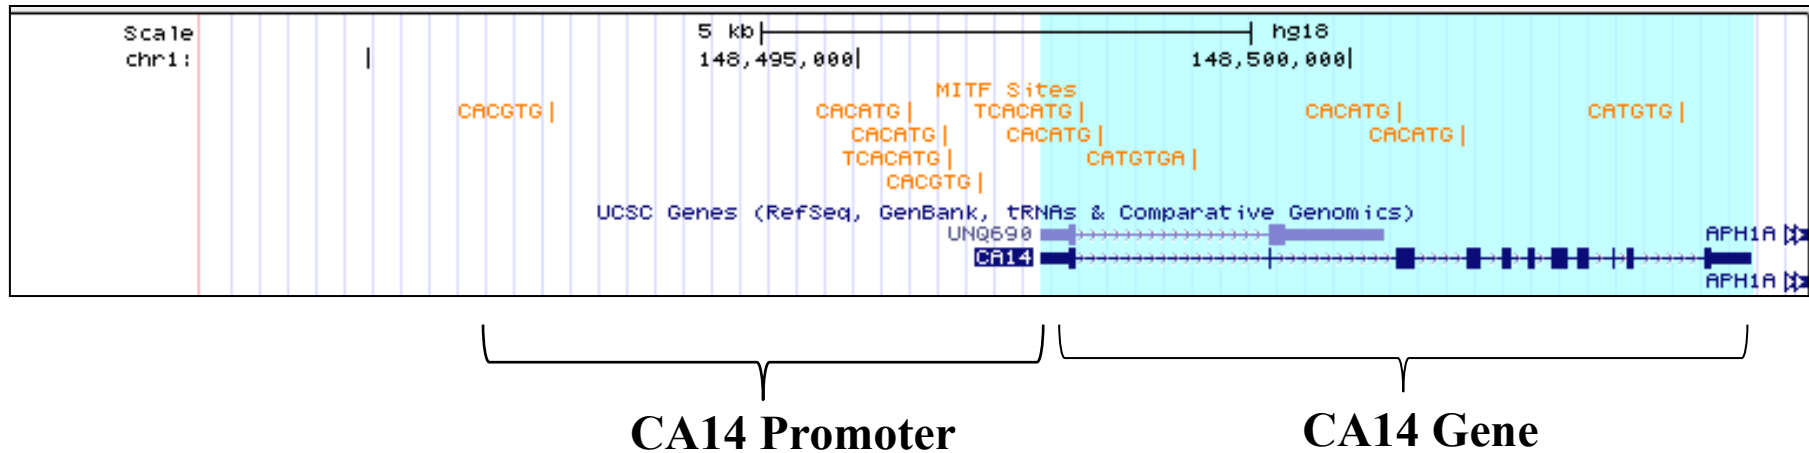 Scale 5 kb hg18
chr1: 148,495,000 148,500,000
MITF Sites
CACGTG CACATG TCACATG CACATG CATGTG
CACATG CACATG CACATG
TCACATG CATGTGA
CACGTG
UCSC Genes (RefSeq, GenBank, tRNAs & Comparative Genomics)
UNQ690 APH1A
CA14
APH1A
CA14 Promoter CA14 Gene